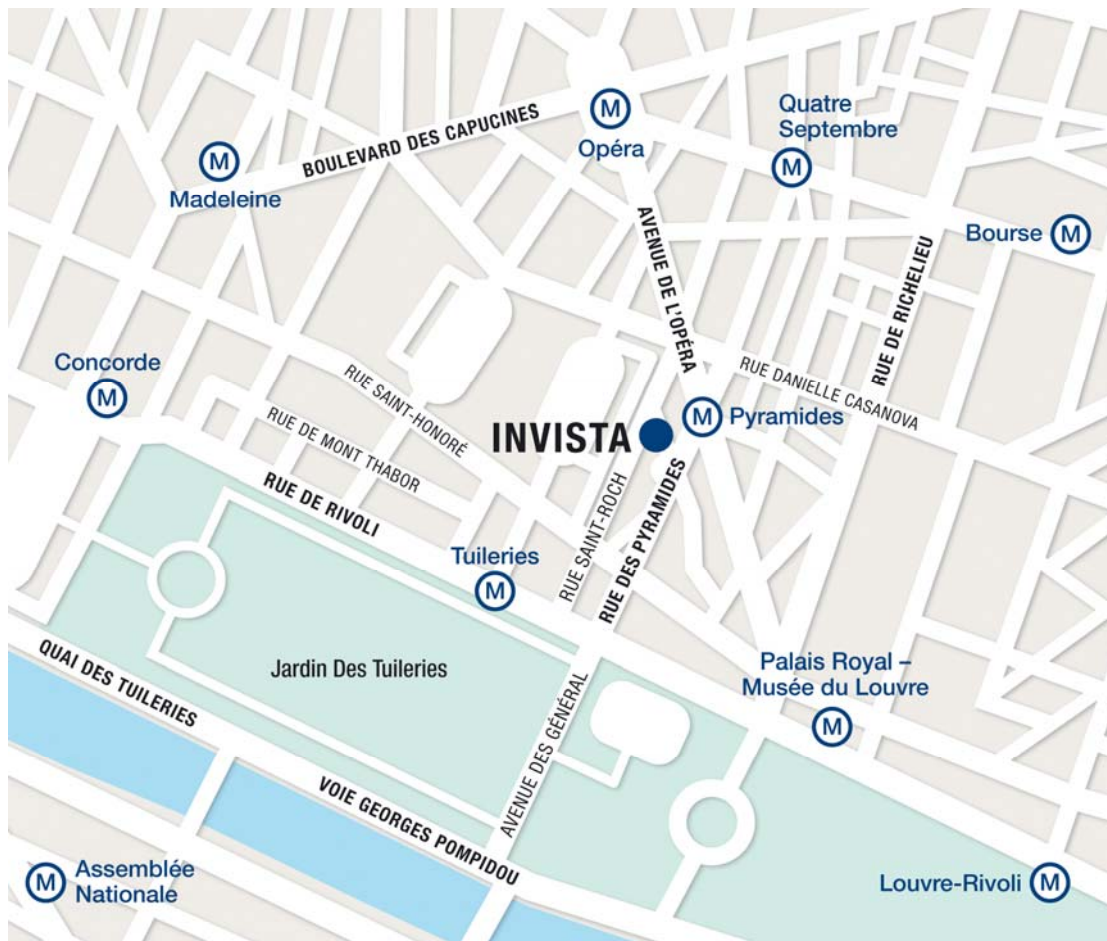 BOULEVARD DES CAPUCINES
M
Opéra
Quatre
Septembre
M
M
Madeleine
Bourse M
AVENUE DE L'OPÉRA
RUE DE RICHELIEU
Concorde
M
RUE SAINT-HONORÉ
RUE DANIELLE CASANOVA
RUE DE MONT THABOR
INVISTA
M Pyramides
RUE DE RIVOLI
RUE SAINT-ROCH
RUE DES PYRAMIDES
Tuileries
M
QUAI DES TUILERIES
Jardin Des Tuileries
Palais Royal –
Musée du Louvre
M
AVENUE DES GÉNÉRAL
VOIE GEORGES POMPIDOU
M Assemblée
Nationale
Louvre-Rivoli M